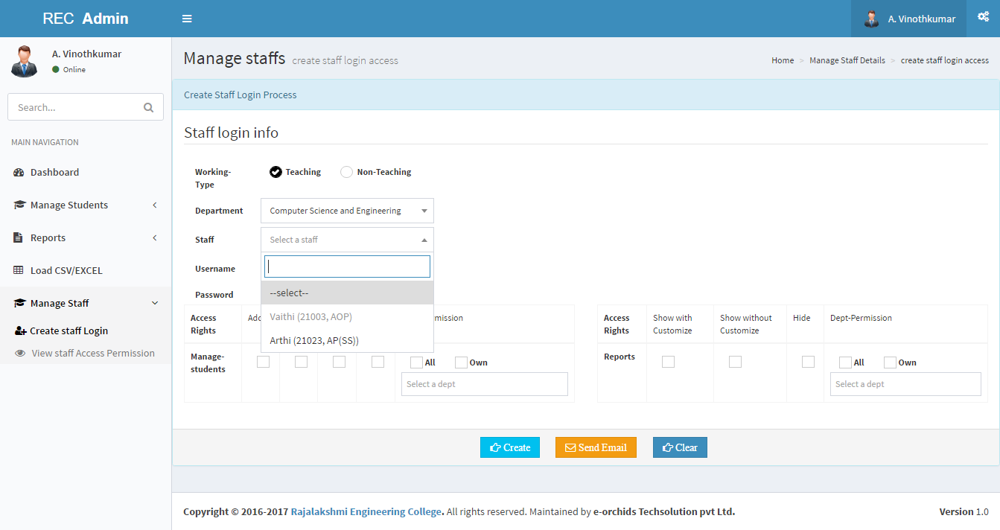 REC Admin
A. Vinothkumar
A. Vinothkumar
Online
Search...
MAIN NAVIGATION
Dashboard
Manage Students
Reports
Load CSV/EXCEL
Manage Staff
Create staff Login
View staff Access Permission
Manage staffs create staff login access
Home > Manage Staff Details > create staff login access
Create Staff Login Process
Staff login info
Working-
Type
Teaching
Non-Teaching
Department
Computer Science and Engineering
Staff
Select a staff
--select--
Vaithi (21003, AOP)
Arthi (21023, AP(SS))
Username
Password
Access
Rights
Manage-
students
All
Own
Select a dept
Access
Rights
Show with
Customize
Show without
Customize
Hide
Dept-Permission
Reports
All
Own
Select a dept
Create
Send Email
Clear
Copyright © 2016-2017 Rajalakshmi Engineering College. All rights reserved. Maintained by e-orchids Techsolution pvt Ltd.
Version 1.0